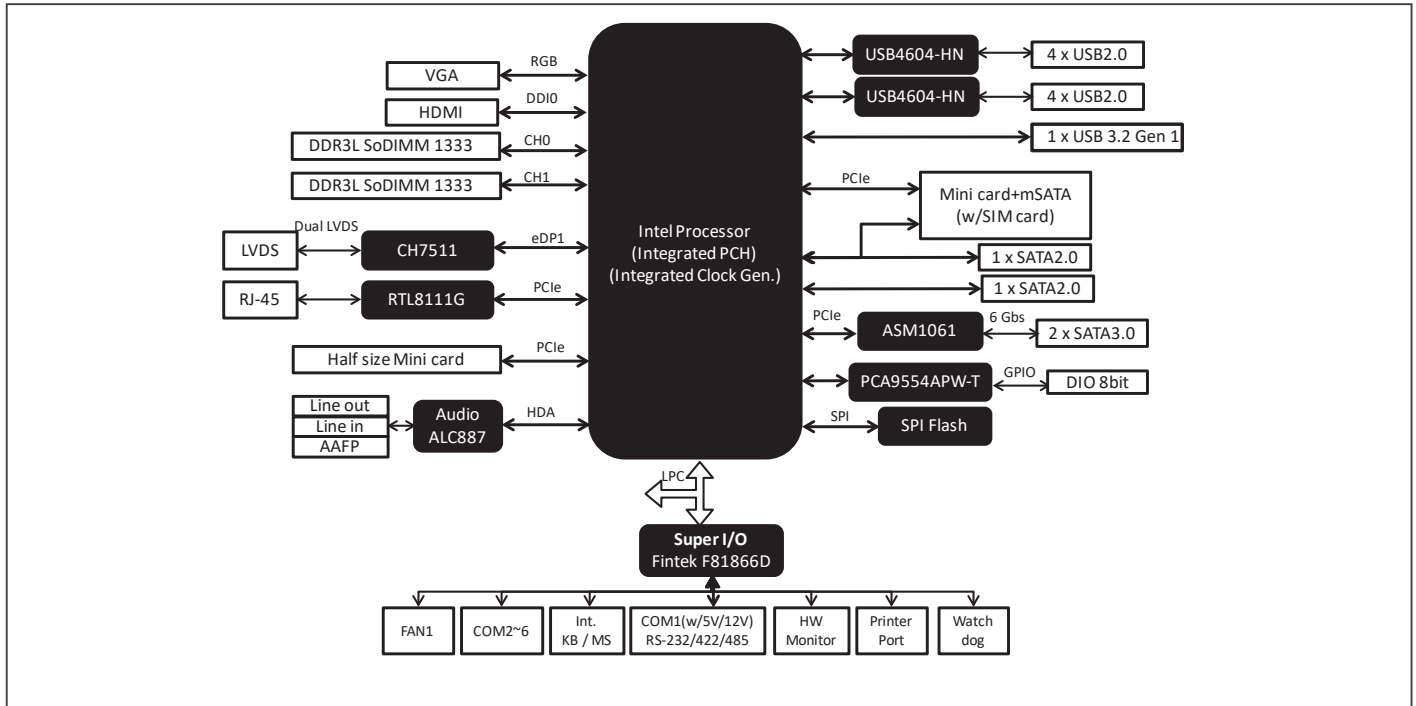 VGA
RGB
HDMI
DDI0
DDR3L SoDIMM 1333
CH0
DDR3L SoDIMM 1333
CH1
LVDS
Dual LVDS
CH7511
eDP1
RJ-45
RTL8111G
PCIe
Half size Mini card
PCIe
Line out
Line in
AAFP
Audio
ALC887
HDA
Intel Processor
(Integrated PCH)
(Integrated Clock Gen.)
USB4604-HN
4 x USB2.0
USB4604-HN
4 x USB2.0
1 x USB 3.2 Gen 1
PCIe
Mini card+mSATA
(w/SIM card)
1 x SATA2.0
1 x SATA2.0
PCIe
ASM1061
6 Gbs
2 x SATA3.0
PCA9554APW-T
GPIO
DIO 8bit
SPI
SPI Flash
LPC
Super I/O
Fintek F81866D
FAN1
COM2~6
Int.
KB / MS
COM1(w/5V/12V)
RS-232/422/485
HW
Monitor
Printer
Port
Watch
dog